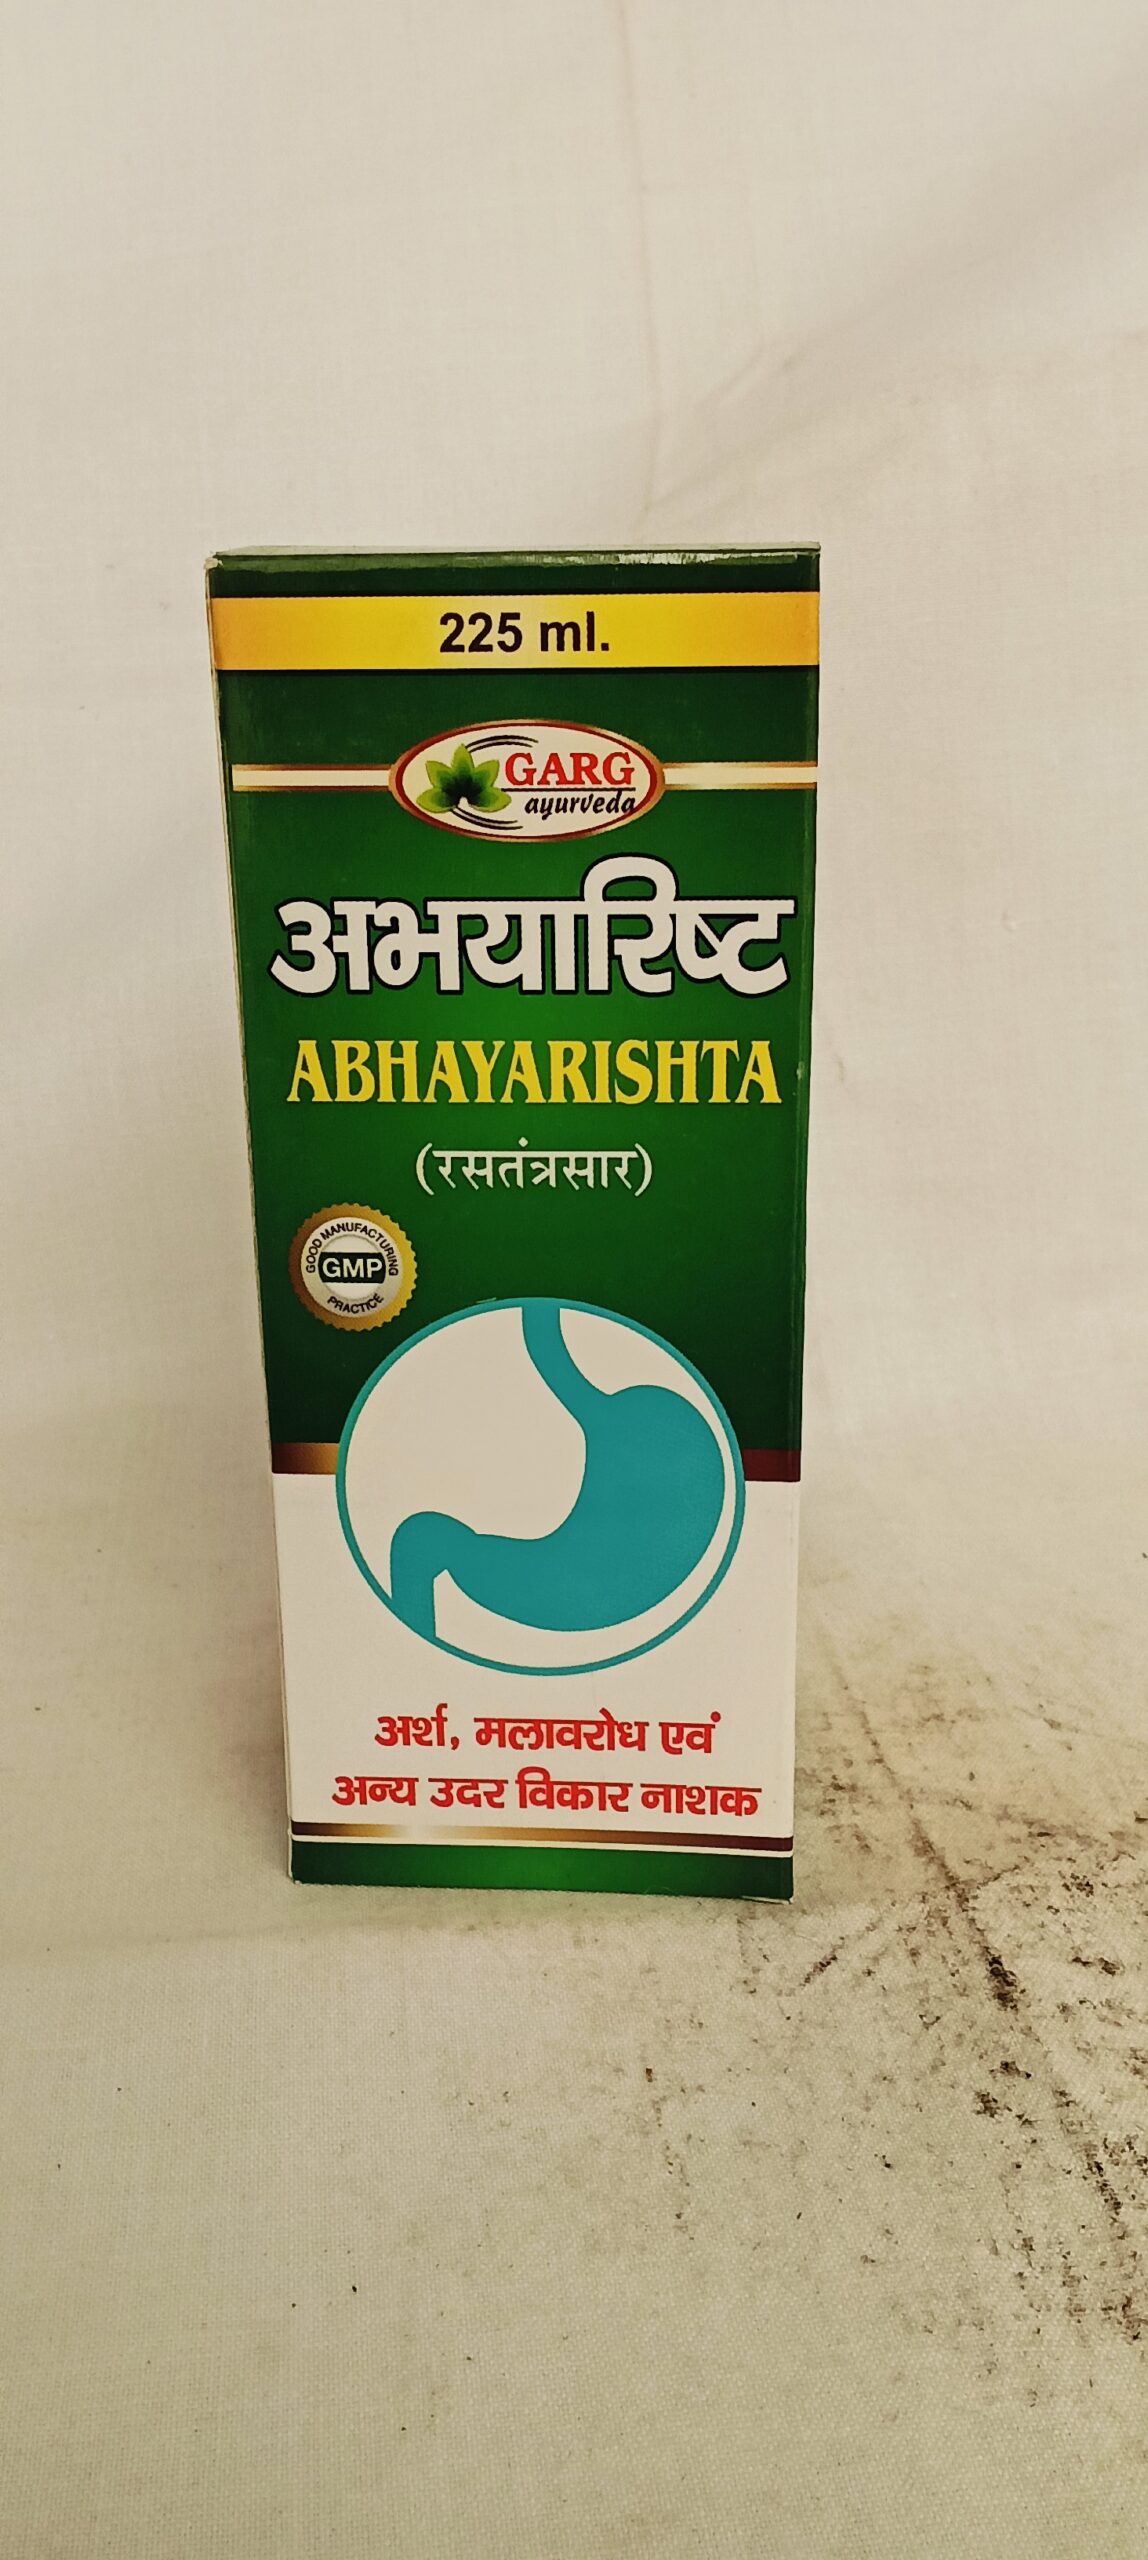 225 ml.
GARG
ayurveda
अभयारिष्ट
ABHAYARISHTA
(रसतंत्रसार)
GOOD MANUFACTURING
GMP
PRACTICE
अर्श, मलावरोध एवं
अन्य उदर विकार नाशक